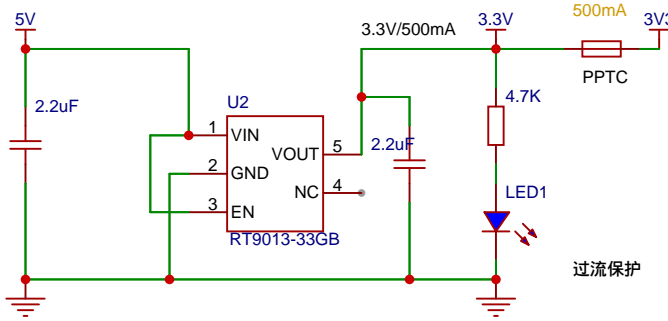 5V
3.3V/500mA
3.3V
500mA
3V3
PPTC
2.2uF
U2
4.7K
1
VIN
VOUT
5
2.2uF
2
GND
NC
4
3
EN
LED1
RT9013-33GB
过流保护